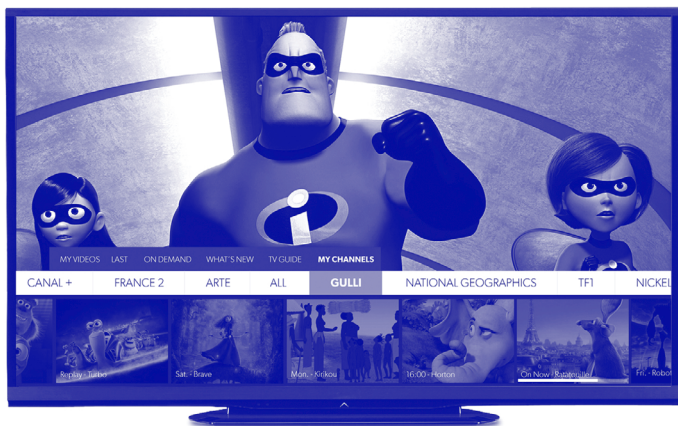 i
MY VIDEOS LAST ON DEMAND WHAT'S NEW TV GUIDE MY CHANNELS
CANAL + FRANCE 2 ARTE ALL GULLI NATIONAL GEOGRAPHICS TF1 NICKEL
Replay - Turbo Sat. - Brave Mon. - Kirikou 16:00 - Horton On Now - Ratatouille Fri. - Robot